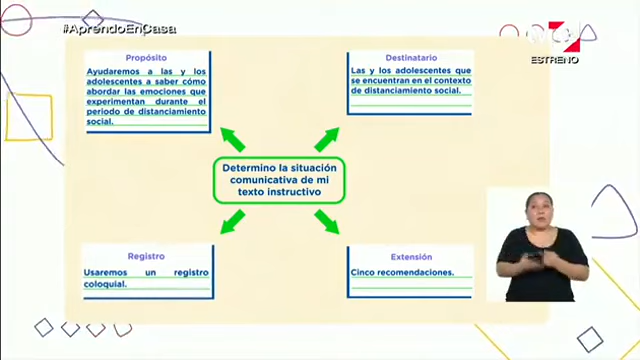 #AprendoEnCasa
ESTRENO
Propósito
Ayudaremos a las y los
adolescentes a saber cómo
abordar las emociones que
experimentan durante el
periodo de distanciamiento
social.
Destinatario
Las y los adolescentes que
se encuentran en el contexto
de distanciamiento social.
Determino la situación
comunicativa de mi
texto instructivo
Registro
Usaremos un registro
coloquial.
Extensión
Cinco recomendaciones.